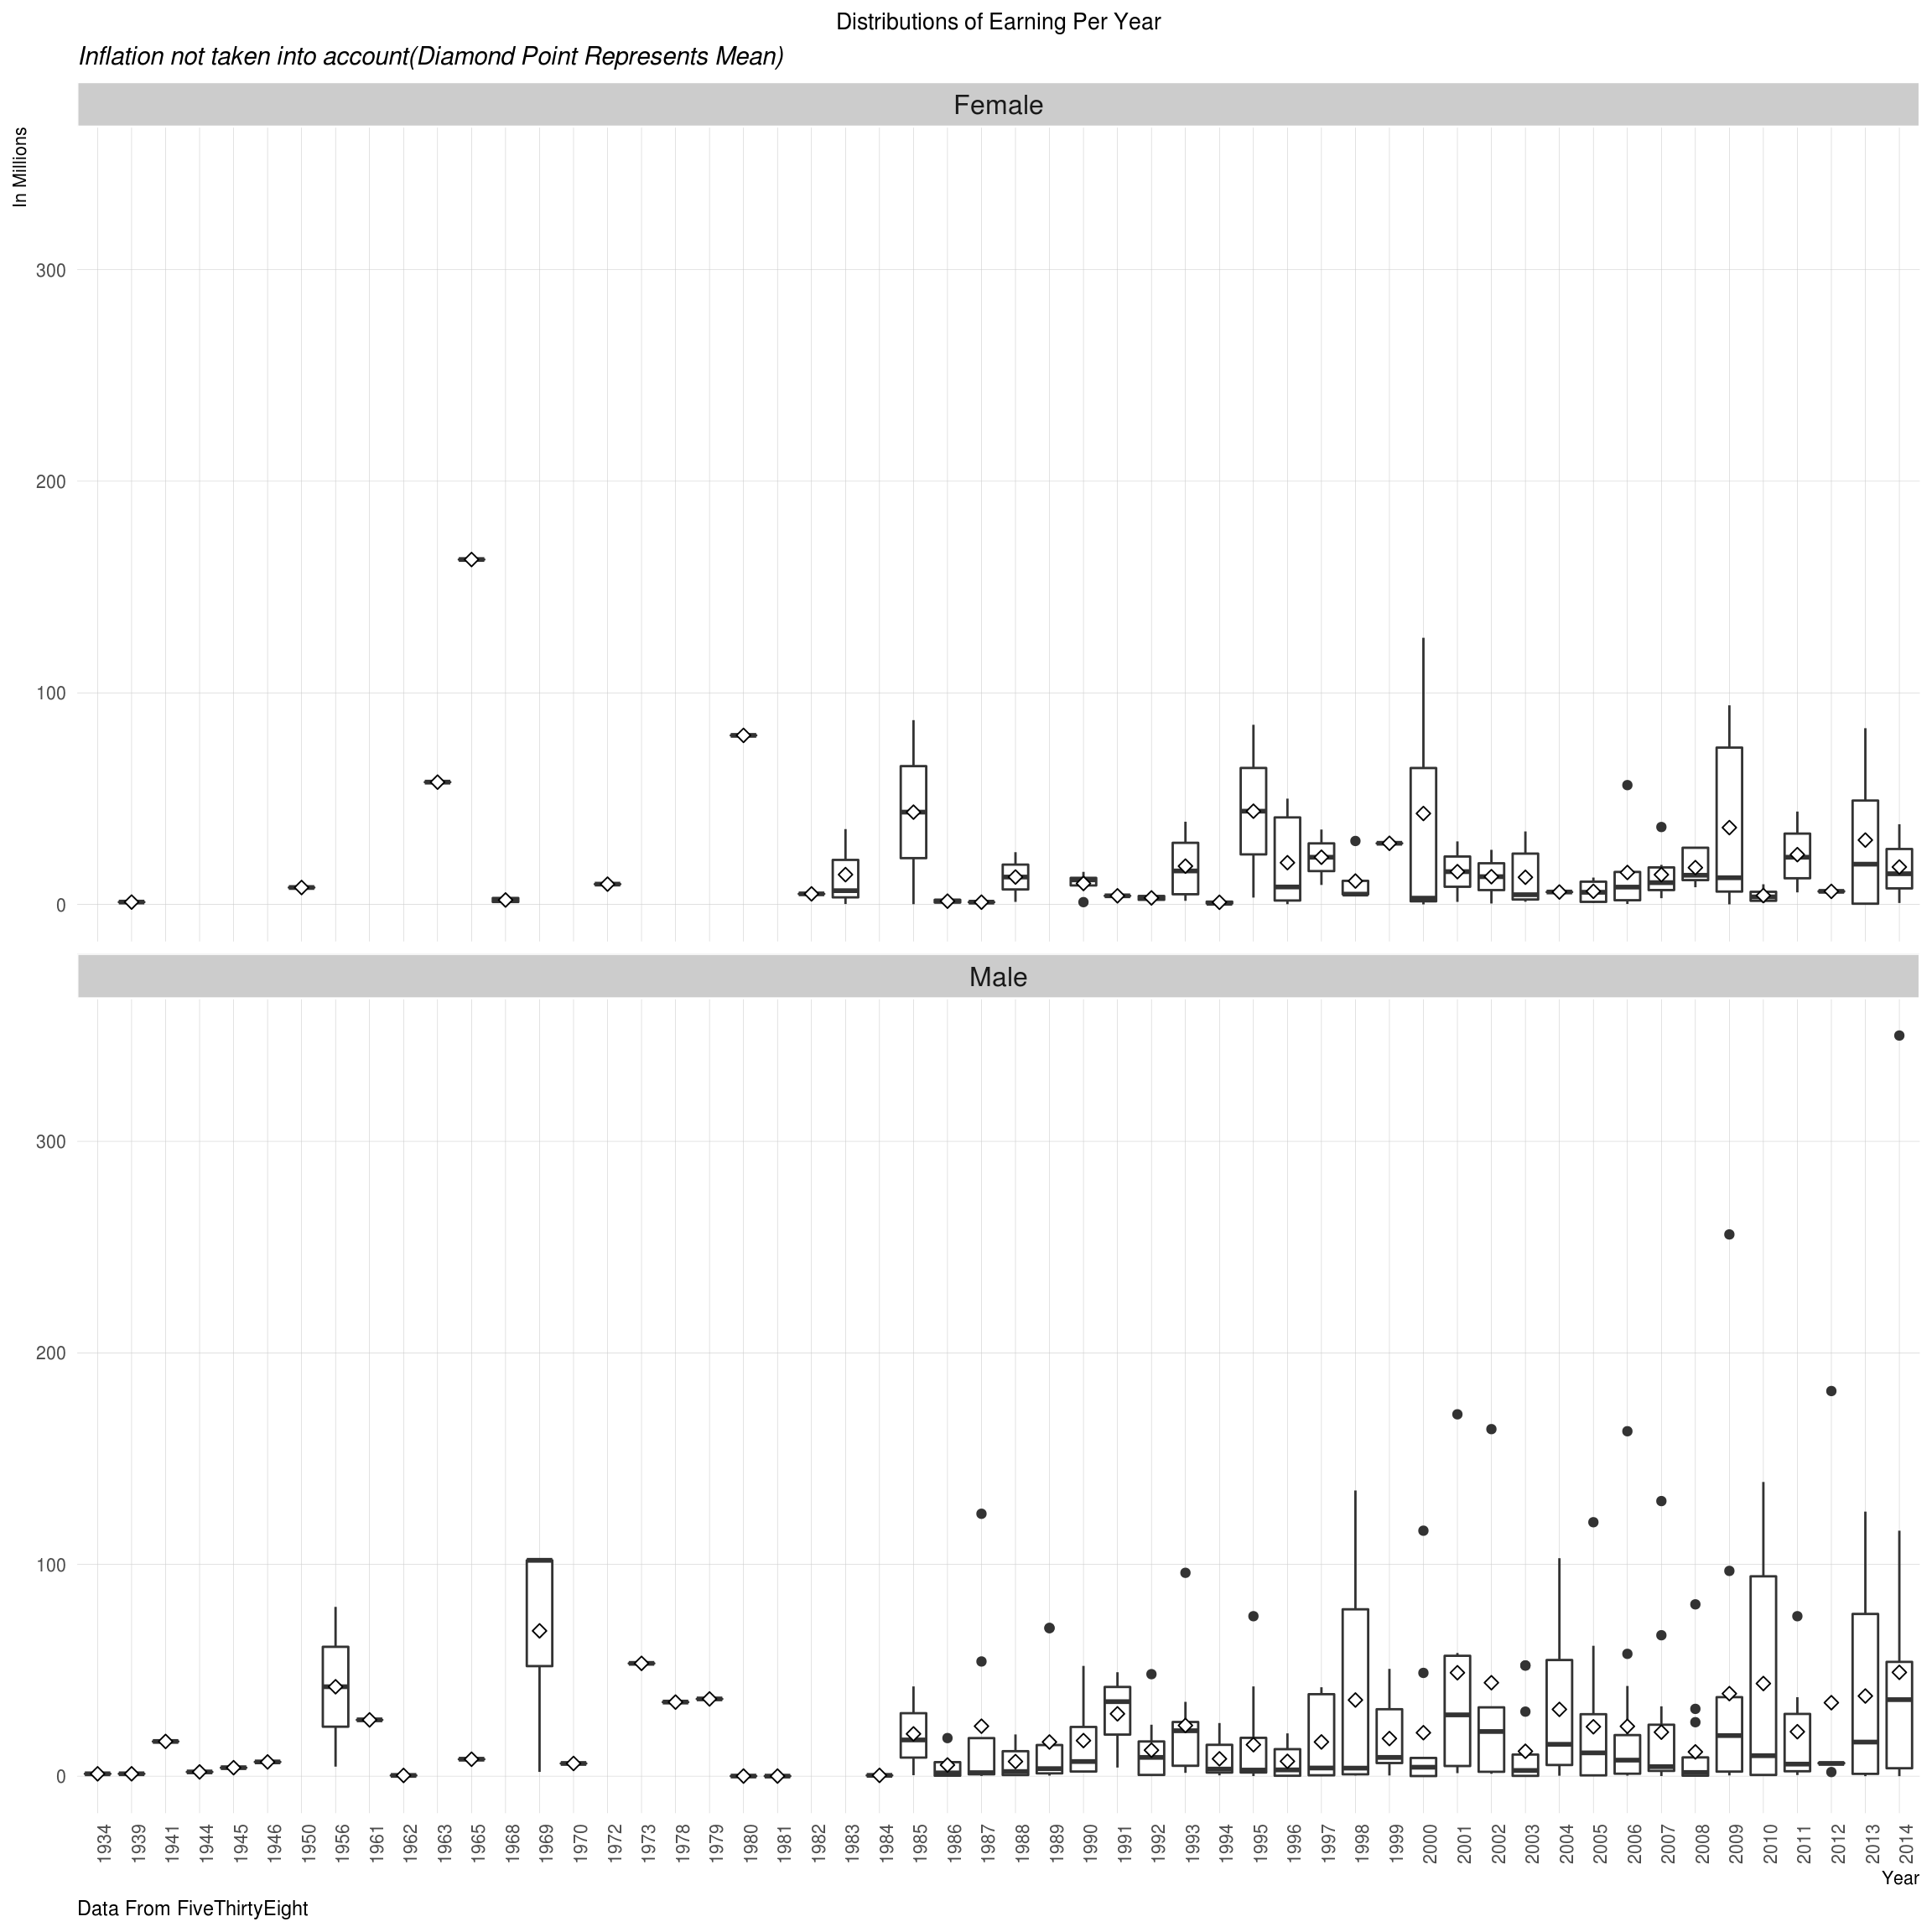 Distributions of Earning Per Year
Inflation not taken into account(Diamond Point Represents Mean)
Female
In Millions
300
200
100
0
Male
300
200
100
0
1934 1939 1941 1944 1945 1946 1950 1956 1961 1962 1963 1965 1968 1969 1970 1972 1973 1978 1979 1980 1981 1982 1983 1984 1985 1986 1987 1988 1989 1990 1991 1992 1993 1994 1995 1996 1997 1998 1999 2000 2001 2002 2003 2004 2005 2006 2007 2008 2009 2010 2011 2012 2013 2014
Year
Data From FiveThirtyEight